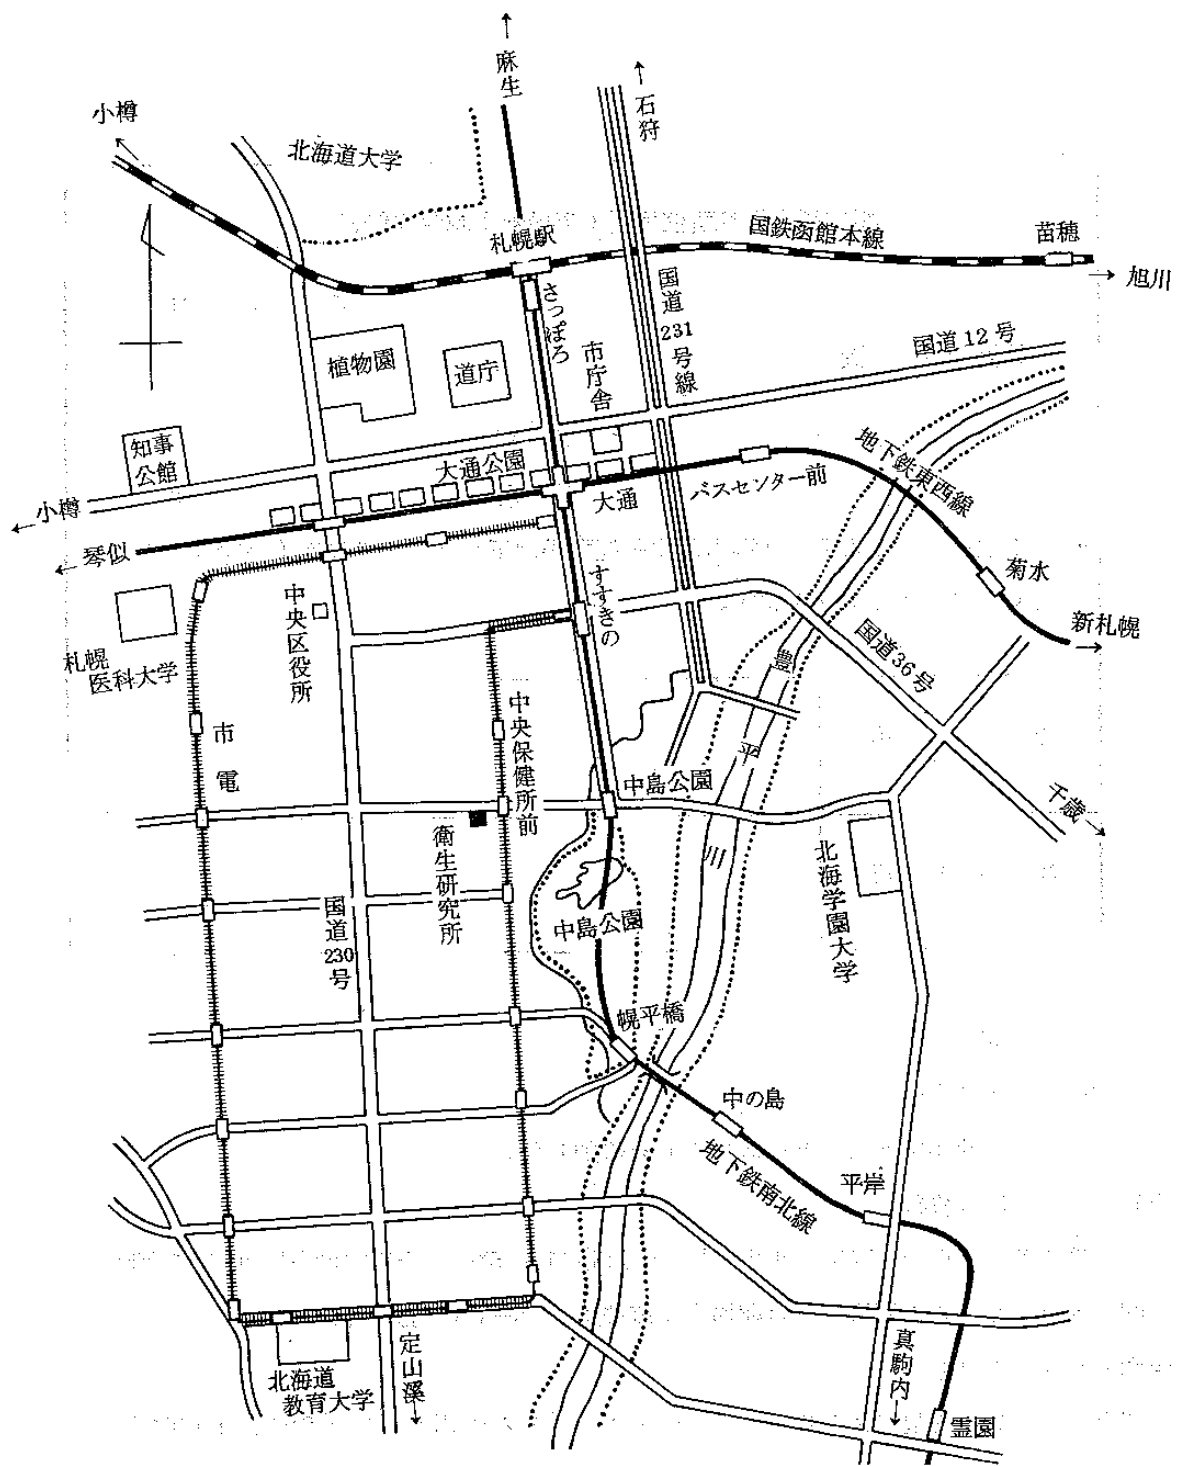 麻生
小樽
石狩
北海道大学
札幌駅
国鉄函館本線
苗穂
旭川
さっぽろ
国道231号線
国道12号
植物園
道庁
市庁舎
知事
公館
大通公園
地下鉄東西線
小樽
大通
バスセンター前
琴似
菊水
すすきの
中央区役所
新札幌
国道36号
札幌
医科大学
豊平川
中央保健所前
市電
中島公園
千歳
衛生研究所
北海学園大学
国道230号
中島公園
幌平橋
中の島
地下鉄南北線
平岸
定山溪
真駒内
北海道
教育大学
霊園